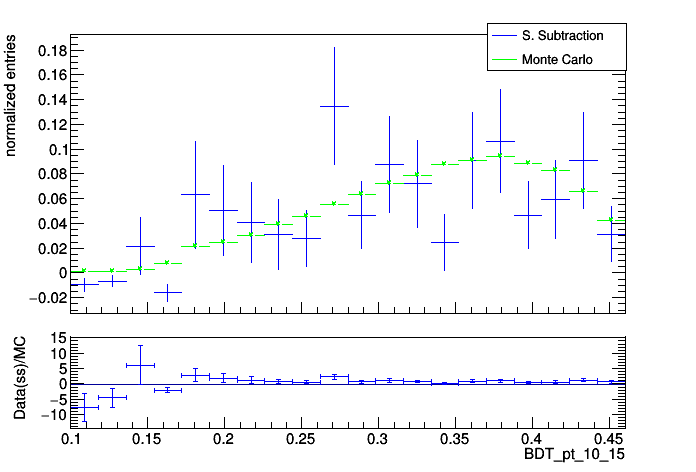 S. Subtraction
Monte Carlo
normalized entries
0.18
0.16
0.14
0.12
0.1
0.08
0.06
0.04
0.02
0
−0.02
Data(ss)/MC
15
10
5
0
−5
−10
0.1 0.15 0.2 0.25 0.3 0.35 0.4 0.45
BDT_pt_10_15